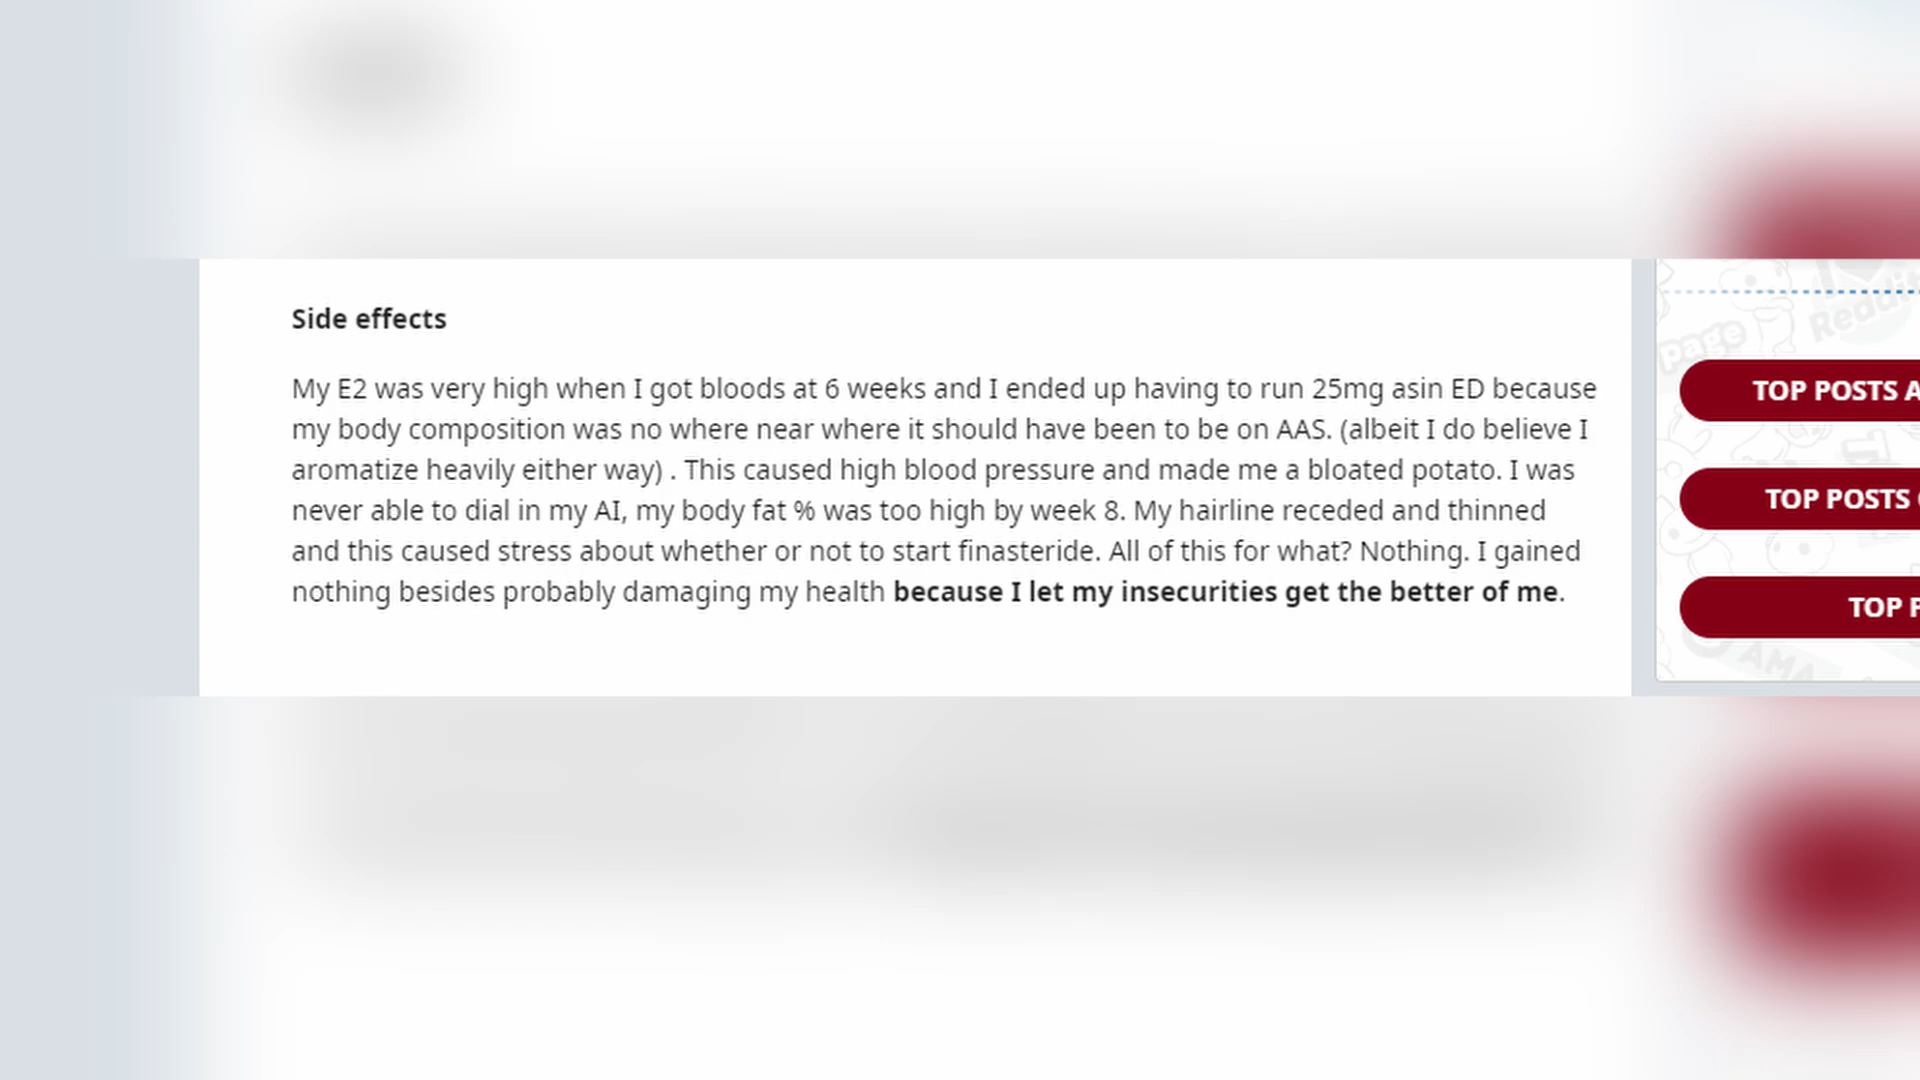 Side effects
My E2 was very high when I got bloods at 6 weeks and I ended up having to run 25mg asin ED because
my body composition was no where near where it should have been to be on AAS. (albeit I do believe I
aromatize heavily either way) . This caused high blood pressure and made me a bloated potato. I was
never able to dial in my AI, my body fat % was too high by week 8. My hairline receded and thinned
and this caused stress about whether or not to start finasteride. All of this for what? Nothing. I gained
nothing besides probably damaging my health because I let my insecurities get the better of me.
Reddit
page
TOP POSTS A
TOP POSTS
TOP
AMA